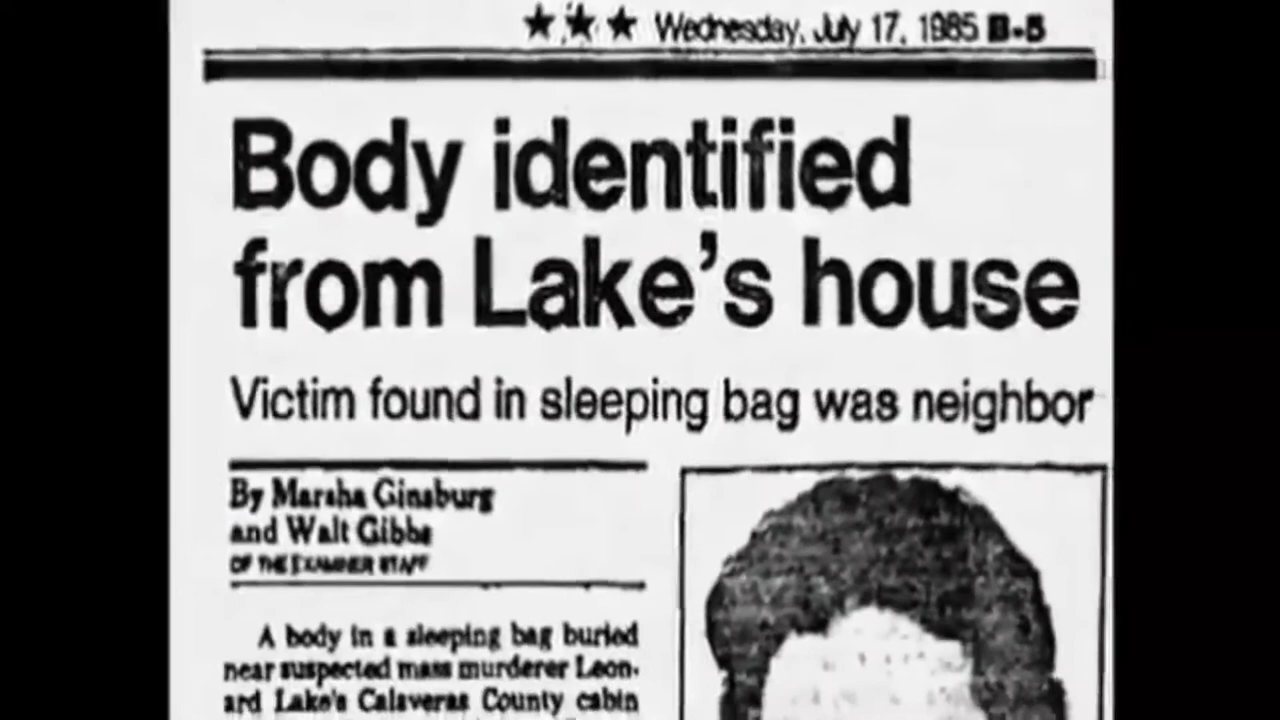 ★★★ Wednesday, July 17, 1985 B-5
Body identified
from Lake's house
Victim found in sleeping bag was neighbor
By Marsha Ginsburg
and Walt Gibbs
OF THE EXAMINER STAFF
A body in a sleeping bag buried
near suspected mass murderer Leon-
ard Lake's Calaveras County cabin